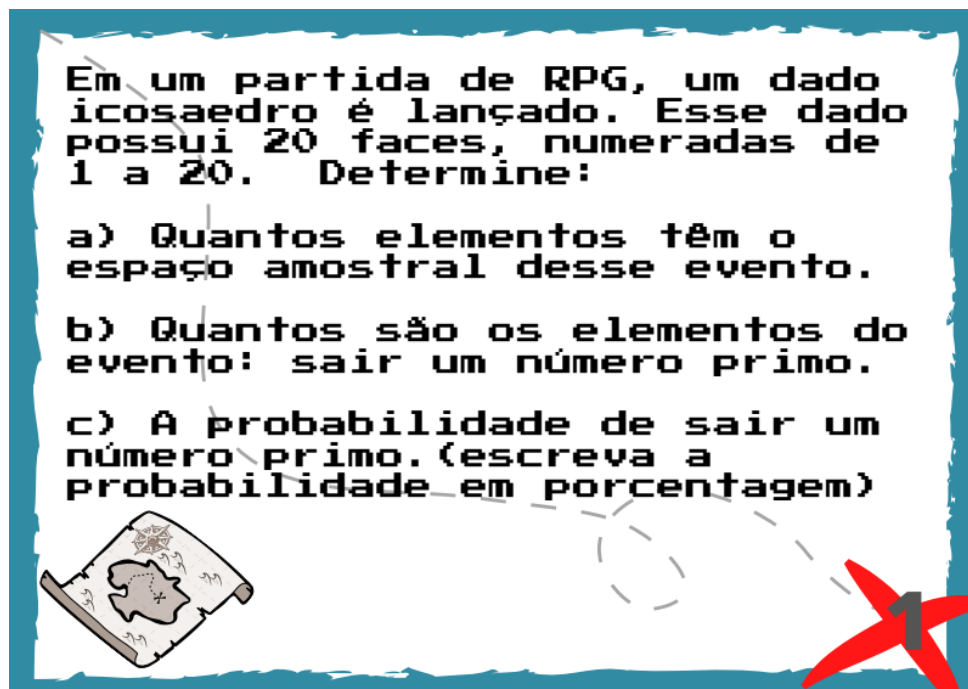 Em um partida de RPG, um dado
icosaedro é lançado. Esse dado
possui 20 faces, numeradas de
1 a 20. Determine:
a) Quantos elementos têm o
espaço amostral desse evento.
b) Quantos são os elementos do
evento: sair um número primo.
c) A probabilidade de sair um
número primo.(escreva a
probabilidade em porcentagem)
1